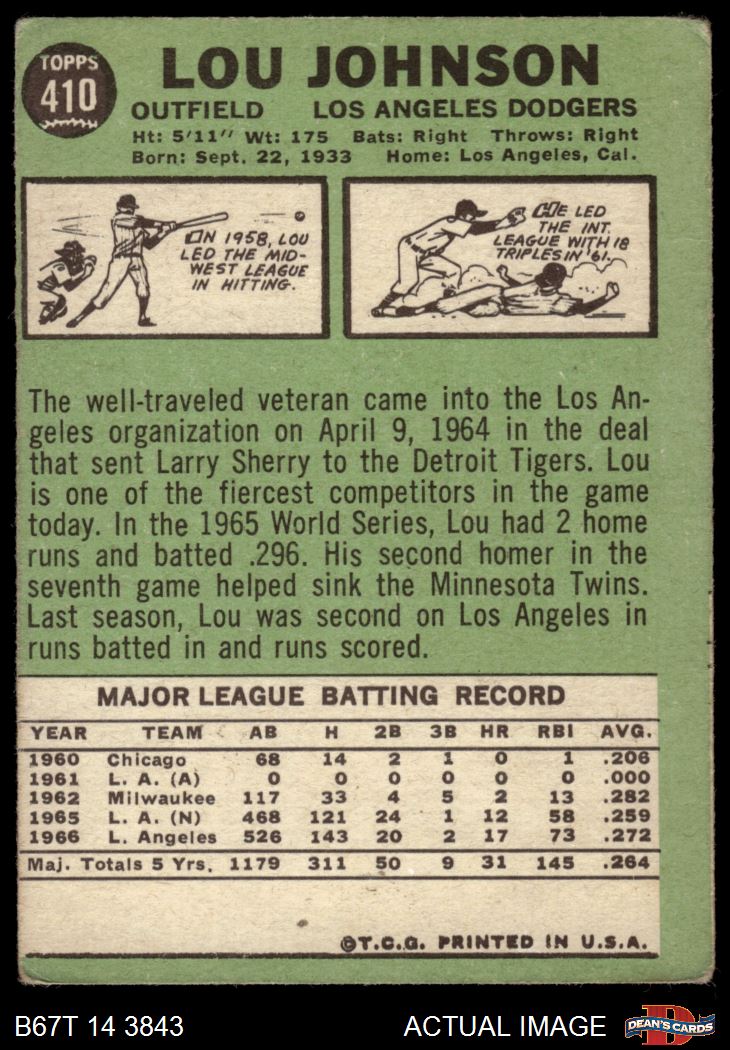 TOPPS
410
LOU JOHNSON
OUTFIELD LOS ANGELES DODGERS
Ht: 5'11" Wt: 175 Bats: Right Throws: Right
Born: Sept. 22, 1933 Home: Los Angeles, Cal.
ON 1958, LOU
LED THE MID-
WEST LEAGUE
IN HITTING.
HE LED
THE INT.
LEAGUE WITH 18
TRIPLES IN '61.
The well-traveled veteran came into the Los An-
geles organization on April 9, 1964 in the deal
that sent Larry Sherry to the Detroit Tigers. Lou
is one of the fiercest competitors in the game
today. In the 1965 World Series, Lou had 2 home
runs and batted .296. His second homer in the
seventh game helped sink the Minnesota Twins.
Last season, Lou was second on Los Angeles in
runs batted in and runs scored.
MAJOR LEAGUE BATTING RECORD
YEAR TEAM AB H 2B 3B HR RBI AVG.
1960 Chicago 68 14 2 1 0 1 .206
1961 L. A. (A) 0 0 0 0 0 0 .000
1962 Milwaukee 117 33 4 5 2 13 .282
1965 L. A. (N) 468 121 24 1 12 58 .259
1966 L. Angeles 526 143 20 2 17 73 .272
Maj. Totals 5 Yrs. 1179 311 50 9 31 145 .264
©T.C.G. PRINTED IN U.S.A.
B67T 14 3843 ACTUAL IMAGE
D
DEAN'S CARDS